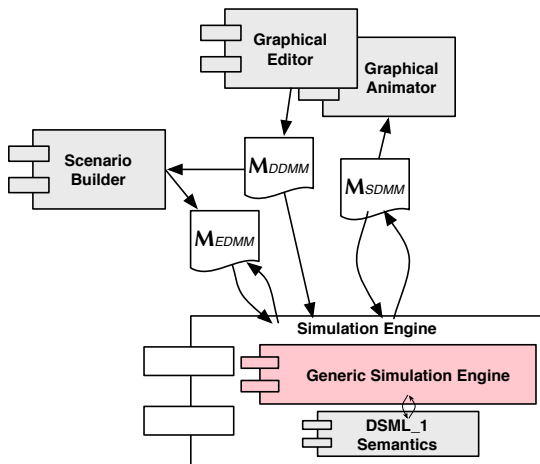 Graphical
Editor
Graphical
Animator
Scenario
Builder
MDDMM
MSDMM
MEDMM
Simulation Engine
Generic Simulation Engine
DSML_1
Semantics